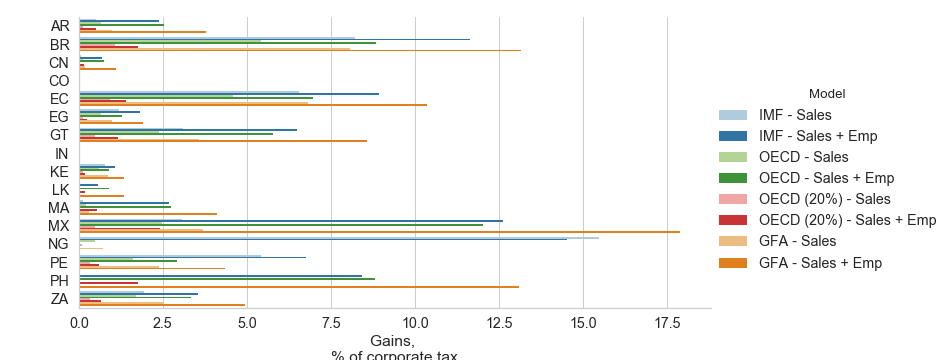 AR
BR
CN
CO
EC
EG
GT
IN
KE
LK
MA
MX
NG
PE
PH
ZA
0.0 2.5 5.0 7.5 10.0 12.5 15.0 17.5
Gains,
% of corporate tax
Model
IMF - Sales
IMF - Sales + Emp
OECD - Sales
OECD - Sales + Emp
OECD (20%) - Sales
OECD (20%) - Sales + Emp
GFA - Sales
GFA - Sales + Emp